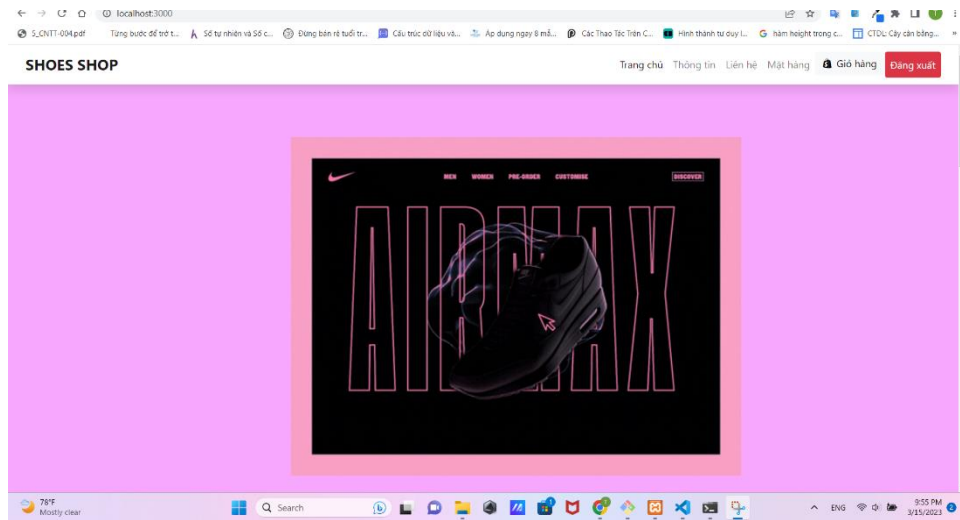 localhost:3000
5_CNTT-004.pdf
Từng bước để trở t...
Số tự nhiên và Số c...
Đừng bán rẻ tuổi tr...
Cấu trúc dữ liệu và...
Áp dụng ngay 8 mẫ...
Các Thao Tác Trên C...
Hình thành tư duy l...
hàm height trong c...
CTDL: Cây cân bằng...
»
SHOES SHOP
Trang chủ Thông tin Liên hệ Mặt hàng Giỏ hàng Đăng xuất
MEN WOMEN PRE-ORDER CUSTOMISE DISCOVER
AIRMAX
78°F
Mostly clear
Search
ENG
9:55 PM
3/15/2023
2